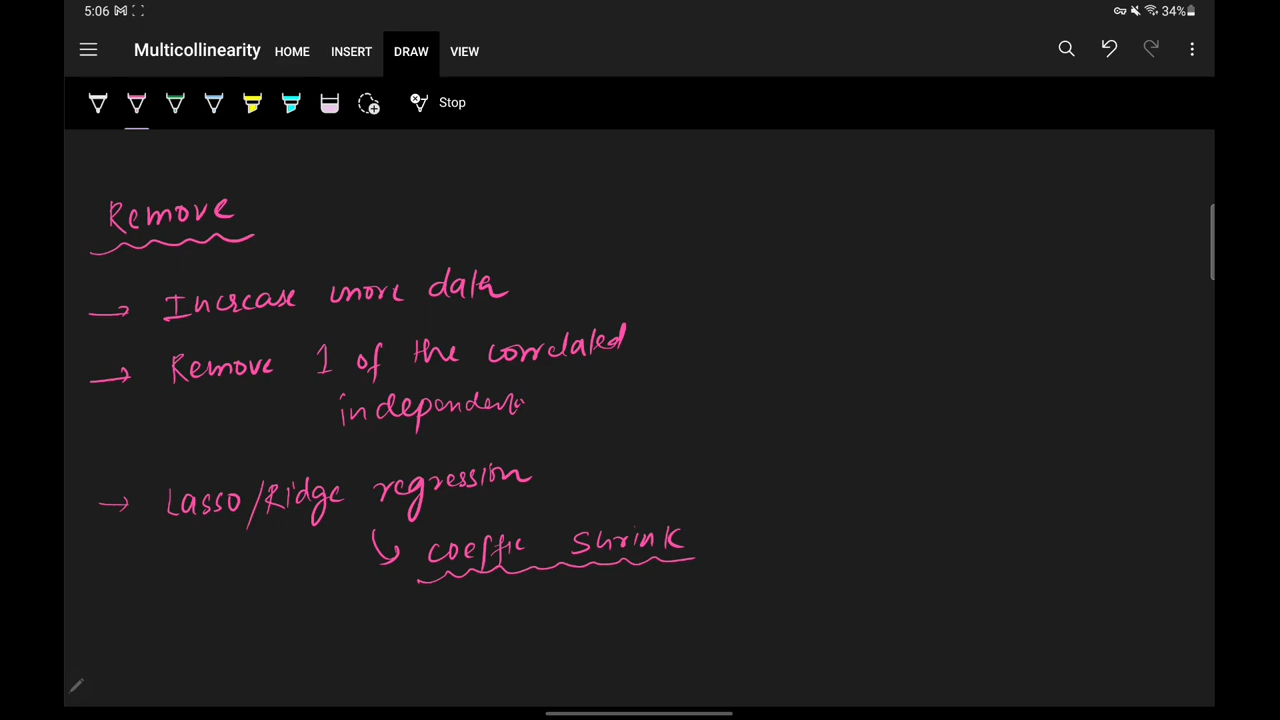 5:06
34%
Multicollinearity HOME INSERT DRAW VIEW
Stop
Remove
→ Increase more data
→ Remove 1 of the correlated
independent
→ Lasso/Ridge regression
coeffic shrink